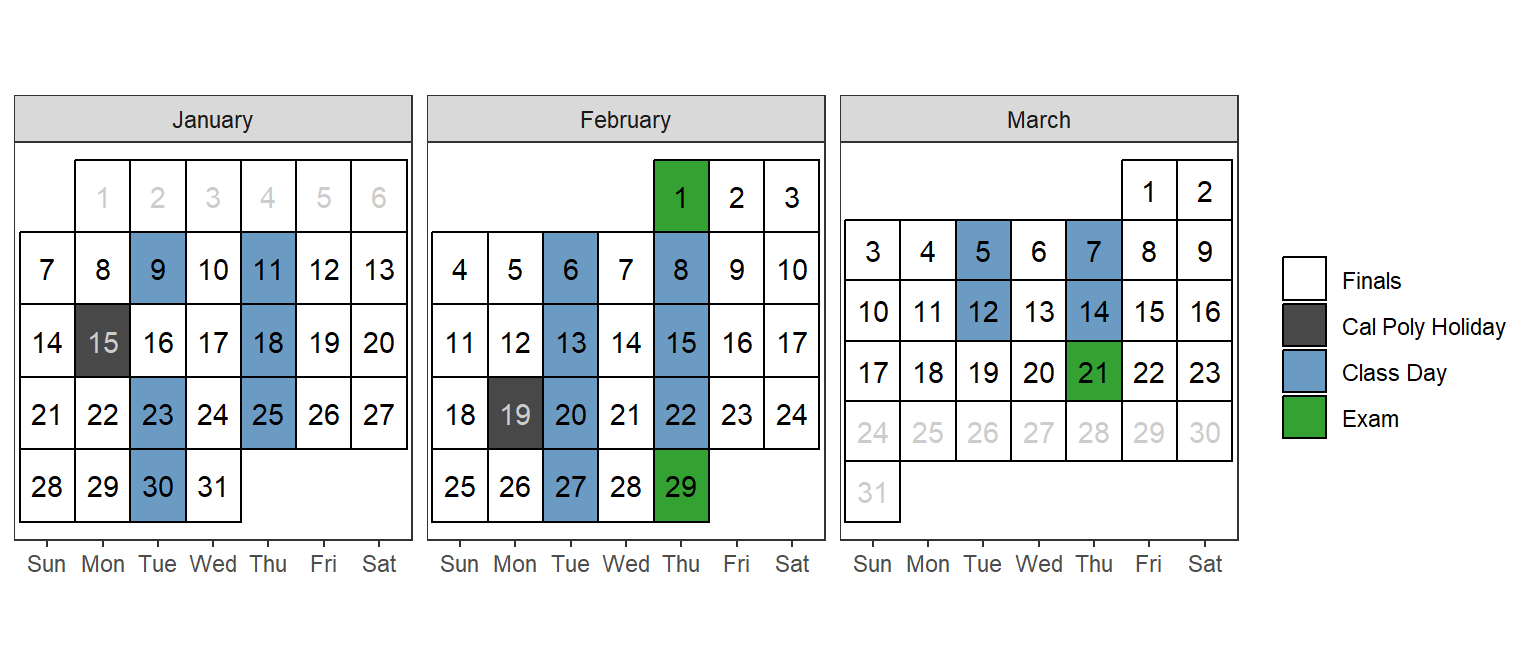 January
1 2 3 4 5 6
7 8 9 10 11 12 13
14 15 16 17 18 19 20
21 22 23 24 25 26 27
28 29 30 31
Sun Mon Tue Wed Thu Fri Sat
February
1 2 3
4 5 6 7 8 9 10
11 12 13 14 15 16 17
18 19 20 21 22 23 24
25 26 27 28 29
Sun Mon Tue Wed Thu Fri Sat
March
1 2
3 4 5 6 7 8 9
10 11 12 13 14 15 16
17 18 19 20 21 22 23
24 25 26 27 28 29 30
31
Sun Mon Tue Wed Thu Fri Sat
Finals
Cal Poly Holiday
Class Day
Exam